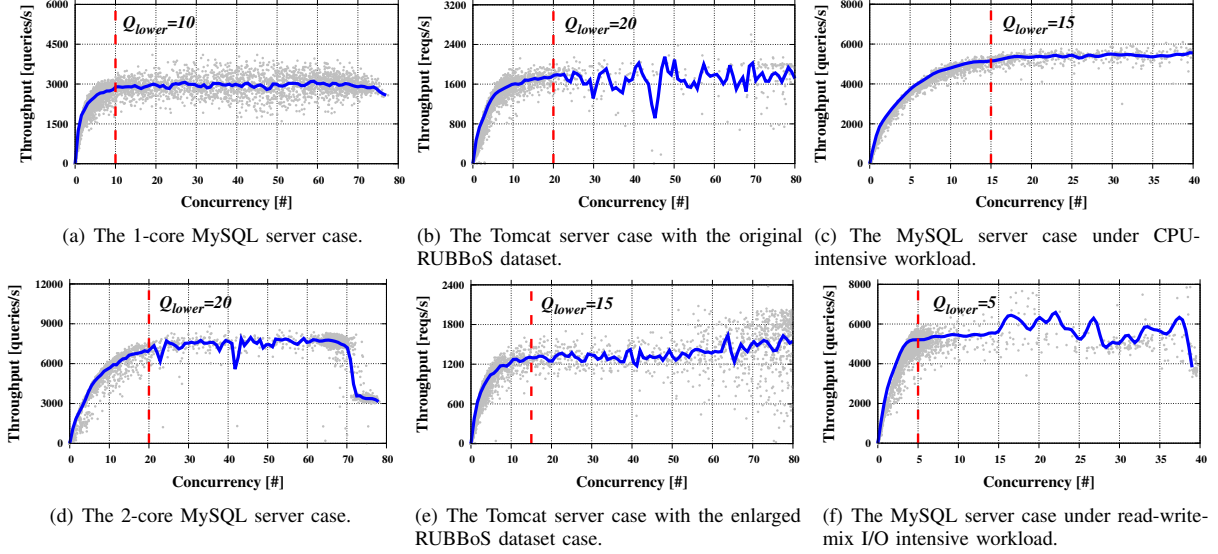 6000
4500
3000
1500
0
Throughput [queries/s]
Q_lower=10
0 10 20 30 40 50 60 70 80
Concurrency [#]
(a) The 1-core MySQL server case.
3200
2400
1600
800
0
Throughput [reqs/s]
Q_lower=20
0 10 20 30 40 50 60 70 80
Concurrency [#]
(b) The Tomcat server case with the original
RUBBoS dataset.
8000
6000
4000
2000
0
Throughput [queries/s]
Q_lower=15
0 5 10 15 20 25 30 35 40
Concurrency [#]
(c) The MySQL server case under CPU-
intensive workload.
12000
9000
6000
3000
0
Throughput [queries/s]
Q_lower=20
0 10 20 30 40 50 60 70 80
Concurrency [#]
(d) The 2-core MySQL server case.
2400
1800
1200
600
0
Throughput [reqs/s]
Q_lower=15
0 10 20 30 40 50 60 70 80
Concurrency [#]
(e) The Tomcat server case with the enlarged
RUBBoS dataset case.
8000
6000
4000
2000
0
Throughput [queries/s]
Q_lower=5
0 5 10 15 20 25 30 35 40
Concurrency [#]
(f) The MySQL server case under read-write-
mix I/O intensive workload.